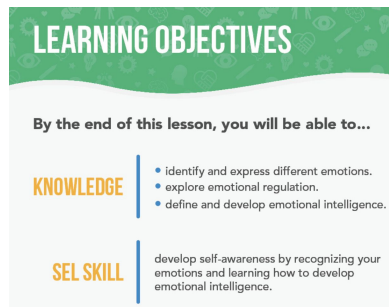 LEARNING OBJECTIVES
By the end of this lesson, you will be able to...
KNOWLEDGE
• identify and express different emotions.
• explore emotional regulation.
• define and develop emotional intelligence.
SEL SKILL
develop self-awareness by recognizing your
emotions and learning how to develop
emotional intelligence.